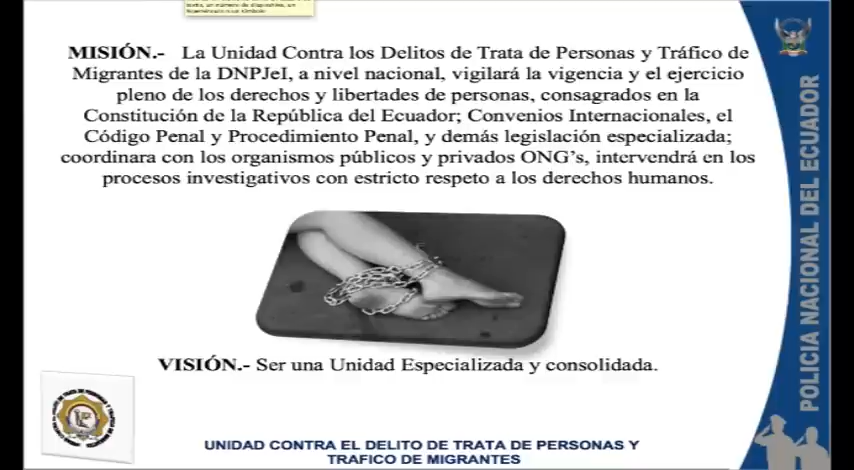 MISIÓN.- La Unidad Contra los Delitos de Trata de Personas y Tráfico de
Migrantes de la DNPJeI, a nivel nacional, vigilará la vigencia y el ejercicio
pleno de los derechos y libertades de personas, consagrados en la
Constitución de la República del Ecuador; Convenios Internacionales, el
Código Penal y Procedimiento Penal, y demás legislación especializada;
coordinara con los organismos públicos y privados ONG's, intervendrá en los
procesos investigativos con estricto respeto a los derechos humanos.
VISIÓN.- Ser una Unidad Especializada y consolidada.
UNIDAD CONTRA EL DELITO DE TRATA DE PERSONAS Y
TRAFICO DE MIGRANTES
POLICIA NACIONAL DEL ECUADOR